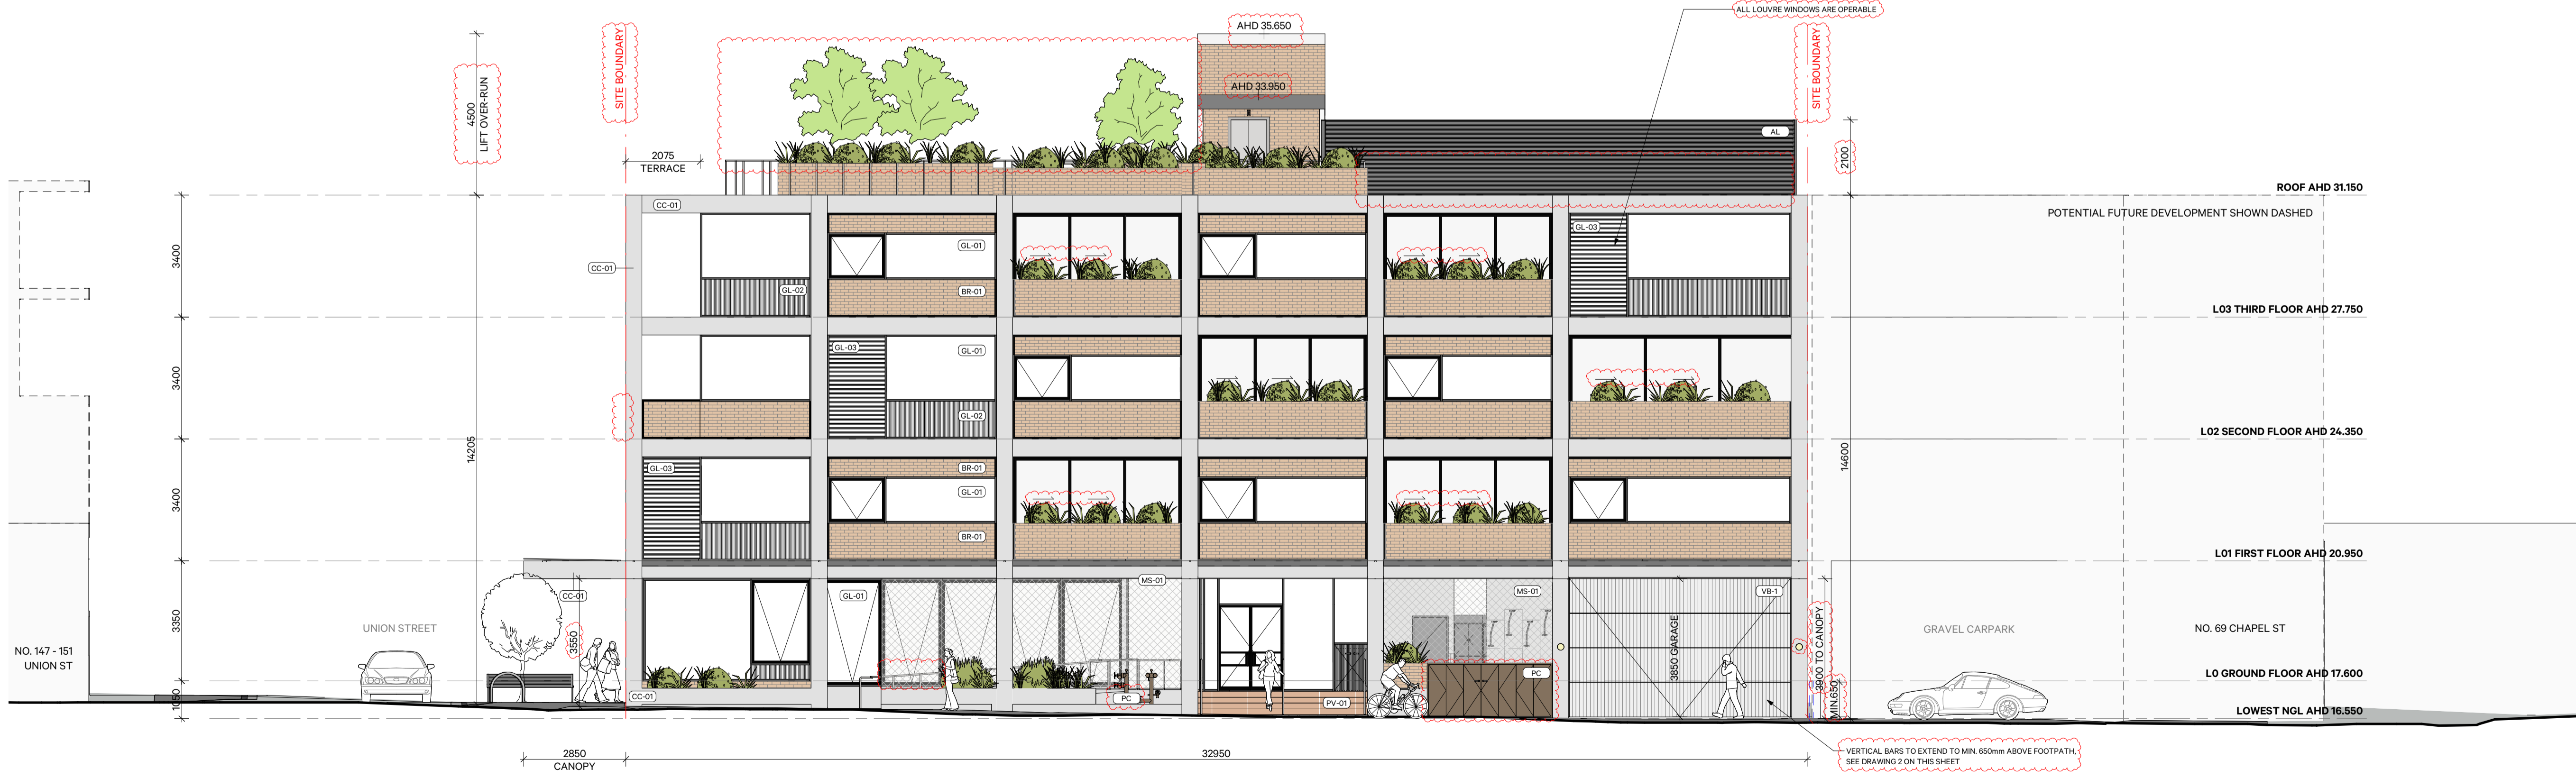 ALL LOUVRE WINDOWS ARE OPERABLE
AHD 35.650
SITE BOUNDARY
SITE BOUNDARY
4500
LIFT OVER-RUN
AHD 33.950
AL
2100
2075
TERRACE
ROOF AHD 31.150
CC-01
POTENTIAL FUTURE DEVELOPMENT SHOWN DASHED
GL-03
GL-01
3400
CC-01
GL-02
BR-01
L03 THIRD FLOOR AHD 27.750
GL-03
GL-01
3400
GL-02
L02 SECOND FLOOR AHD 24.350
14205
14600
GL-03
BR-01
GL-01
3400
BR-01
L01 FIRST FLOOR AHD 20.950
MS-01
CC-01
GL-01
MS-01
VB-1
3350
UNION STREET
3550
3850 GARAGE
3900 TO CANOPY
GRAVEL CARPARK
NO. 69 CHAPEL ST
NO. 147 - 151
UNION ST
L0 GROUND FLOOR AHD 17.600
PC
CC-01
PC
1050
PV-01
MIN.650
LOWEST NGL AHD 16.550
2850
CANOPY
32950
VERTICAL BARS TO EXTEND TO MIN. 650mm ABOVE FOOTPATH,
SEE DRAWING 2 ON THIS SHEET